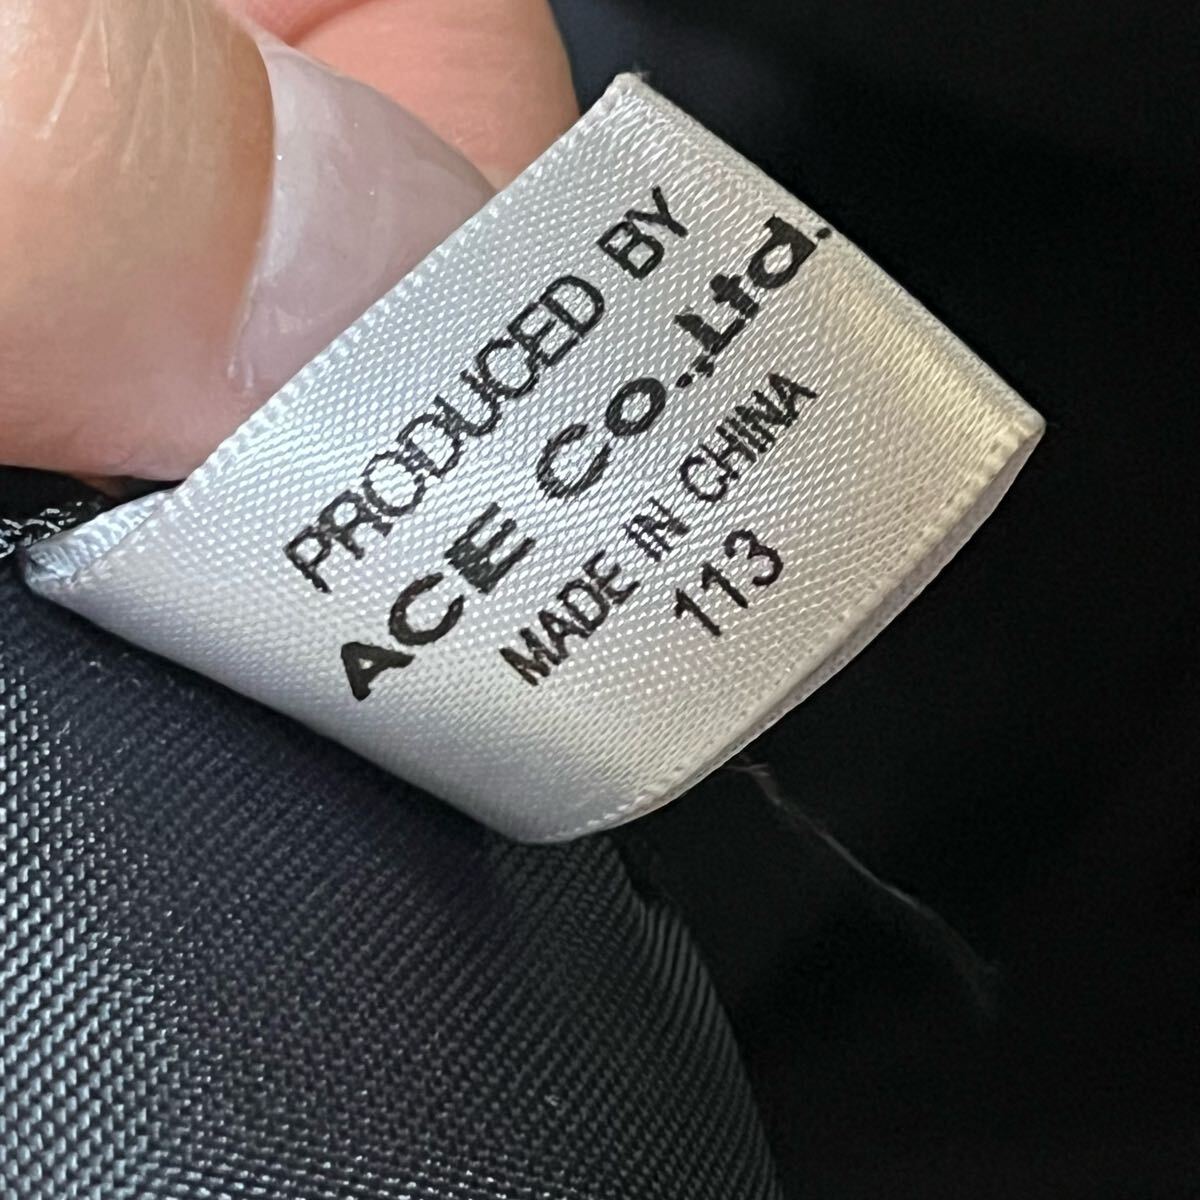 PRODUCED BY
ACE CO.,Ltd.
MADE IN CHINA
113